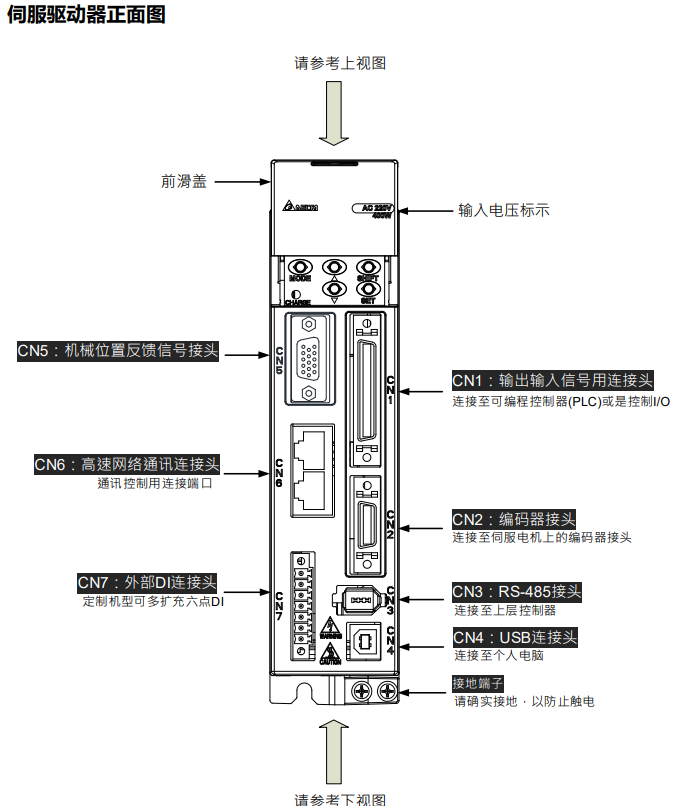 伺服驱动器正面图
请参考上视图
前滑盖
DELTA
AC 220V
400W
输入电压标示
MODE
SHIFT
CHARGE
SET
CN5：机械位置反馈信号接头
CN5
CN1
CN1：输出输入信号用连接头
连接至可编程控制器(PLC)或是控制I/O
CN6：高速网络通讯连接头
通讯控制用连接端口
CN6
CN2
CN2：编码器接头
连接至伺服电机上的编码器接头
CN7：外部DI连接头
定制机型可多扩充六点DI
CN7
CN3
CN3：RS-485接头
连接至上层控制器
WARNING
CN4
CN4：USB连接头
连接至个人电脑
CAUTION
接地端子
请确实接地，以防止触电
请参考下视图